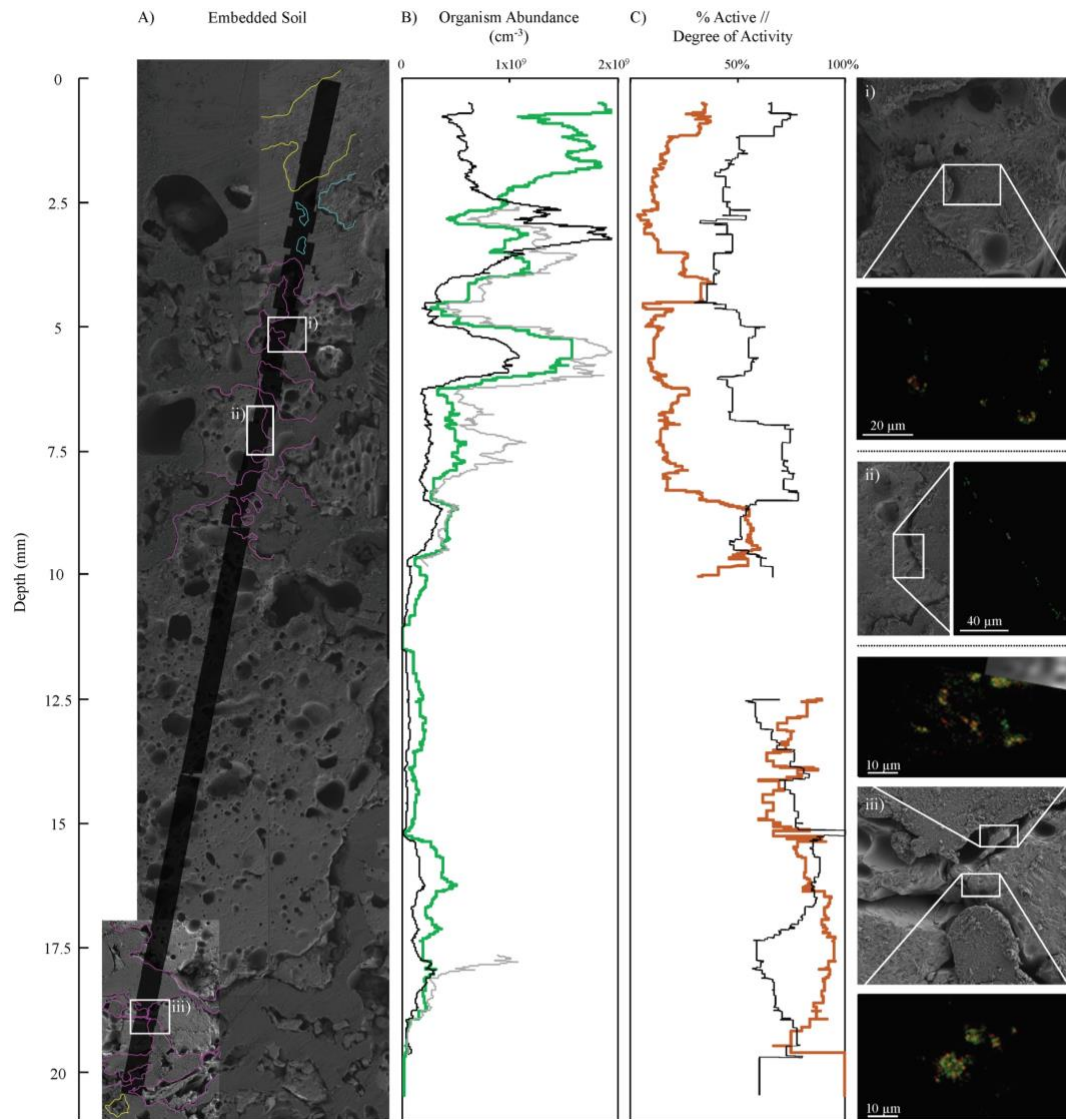 A) Embedded Soil
B) Organism Abundance
(cm-3)
C) % Active //
Degree of Activity
0 1x10⁹ 2x10⁹
50% 100%
Depth (mm)
0
2.5
5
7.5
10
12.5
15
17.5
20
i)
ii)
iii)
i)
20 µm
ii)
40 µm
10 µm
iii)
10 µm